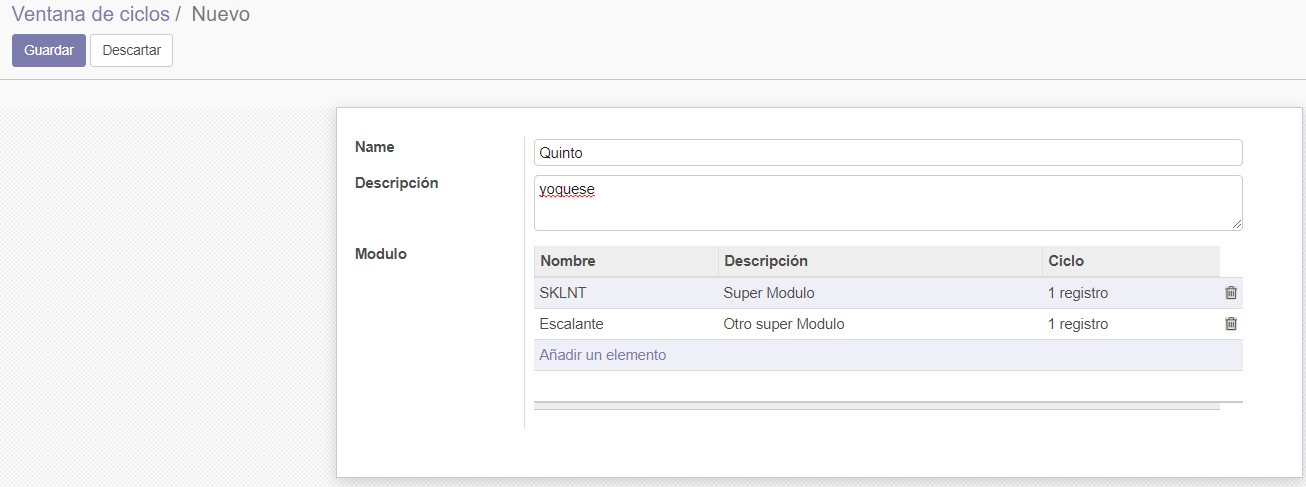 Ventana de ciclos / Nuevo
Guardar Descartar
Name Quinto
Descripción yoquese
Modulo
Nombre Descripción Ciclo
SKLNT Super Modulo 1 registro
Escalante Otro super Modulo 1 registro
Añadir un elemento